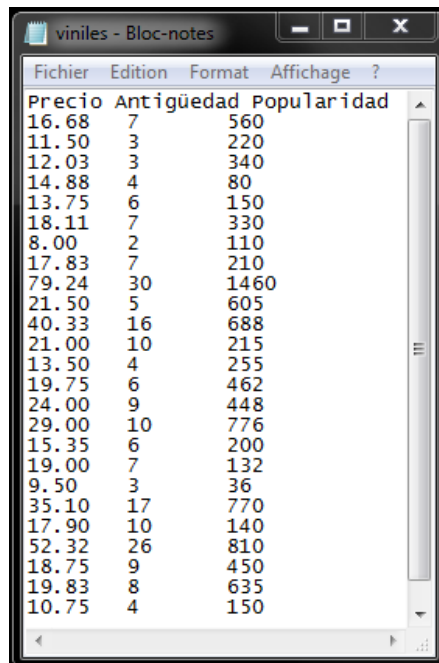 viniles - Bloc-notes
Fichier Edition Format Affichage ?
Precio Antigüedad Popularidad
16.68 7 560
11.50 3 220
12.03 3 340
14.88 4 80
13.75 6 150
18.11 7 330
8.00 2 110
17.83 7 210
79.24 30 1460
21.50 5 605
40.33 16 688
21.00 10 215
13.50 4 255
19.75 6 462
24.00 9 448
29.00 10 776
15.35 6 200
19.00 7 132
9.50 3 36
35.10 17 770
17.90 10 140
52.32 26 810
18.75 9 450
19.83 8 635
10.75 4 150